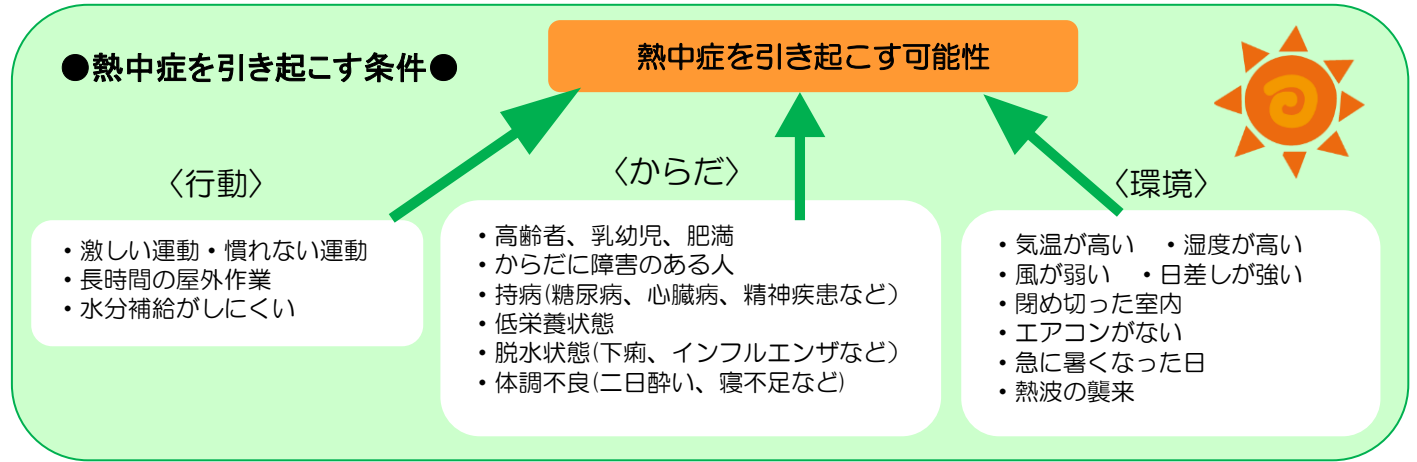 ●熱中症を引き起こす条件●
熱中症を引き起こす可能性
〈行動〉
・激しい運動・慣れない運動
・長時間の屋外作業
・水分補給がしにくい
〈からだ〉
・高齢者、乳幼児、肥満
・からだに障害のある人
・持病(糖尿病、心臓病、精神疾患など)
・低栄養状態
・脱水状態(下痢、インフルエンザなど)
・体調不良(二日酔い、寝不足など)
〈環境〉
・気温が高い ・湿度が高い
・風が弱い ・日差しが強い
・閉め切った室内
・エアコンがない
・急に暑くなった日
・熱波の襲来